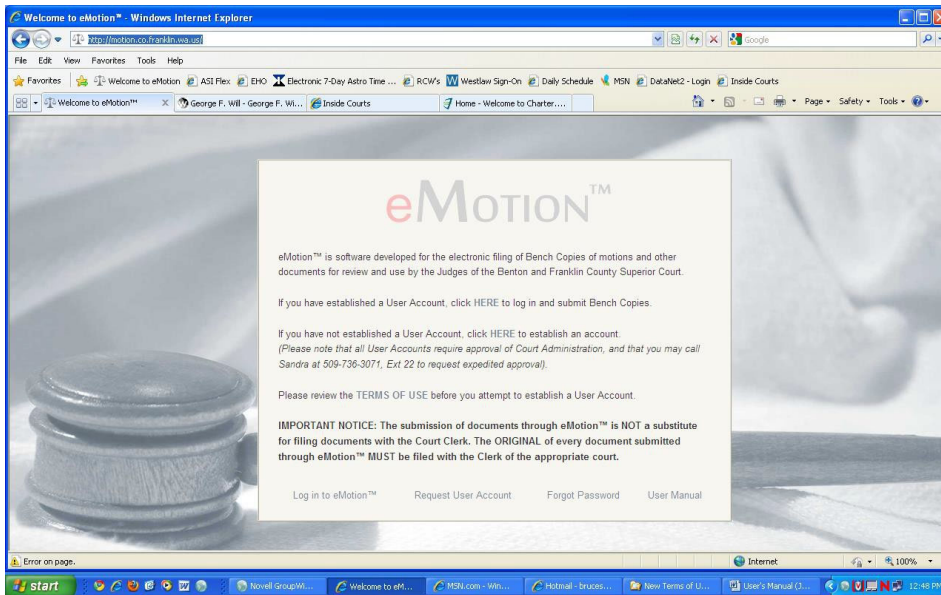 Welcome to eMotion™ - Windows Internet Explorer
http://motion.co.franklin.wa.us/
Google
File Edit View Favorites Tools Help
Favorites Welcome to eMotion ASI Flex EHO Electronic 7-Day Astro Time ... RCW's Westlaw Sign-On Daily Schedule MSN DataNet2 - Login Inside Courts
Welcome to eMotion™ George F. Will - George F. Wi... Inside Courts Home - Welcome to Charter.... Page Safety Tools
eMotion™
eMotion™ is software developed for the electronic filing of Bench Copies of motions and other
documents for review and use by the Judges of the Benton and Franklin County Superior Court.
If you have established a User Account, click HERE to log in and submit Bench Copies.
If you have not established a User Account, click HERE to establish an account.
(Please note that all User Accounts require approval of Court Administration, and that you may call
Sandra at 509-736-3071, Ext 22 to request expedited approval).
Please review the TERMS OF USE before you attempt to establish a User Account.
IMPORTANT NOTICE: The submission of documents through eMotion™ is NOT a substitute
for filing documents with the Court Clerk. The ORIGINAL of every document submitted
through eMotion™ MUST be filed with the Clerk of the appropriate court.
Log in to eMotion™ Request User Account Forgot Password User Manual
Error on page. Internet 100%
start Novell GroupWi... Welcome to eM... MSN.com - Win... Hotmail - bruces... New Terms of U... User's Manual (J... 12:48 PM